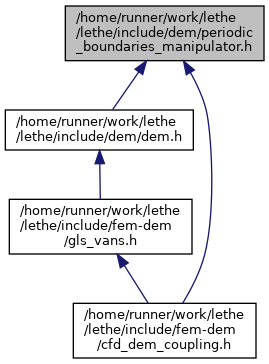 /home/runner/work/lethe
/lethe/include/dem/periodic
_boundaries_manipulator.h
/home/runner/work/lethe
/lethe/include/dem/dem.h
/home/runner/work/lethe
/lethe/include/fem-dem
/gls_vans.h
/home/runner/work/lethe
/lethe/include/fem-dem
/cfd_dem_coupling.h